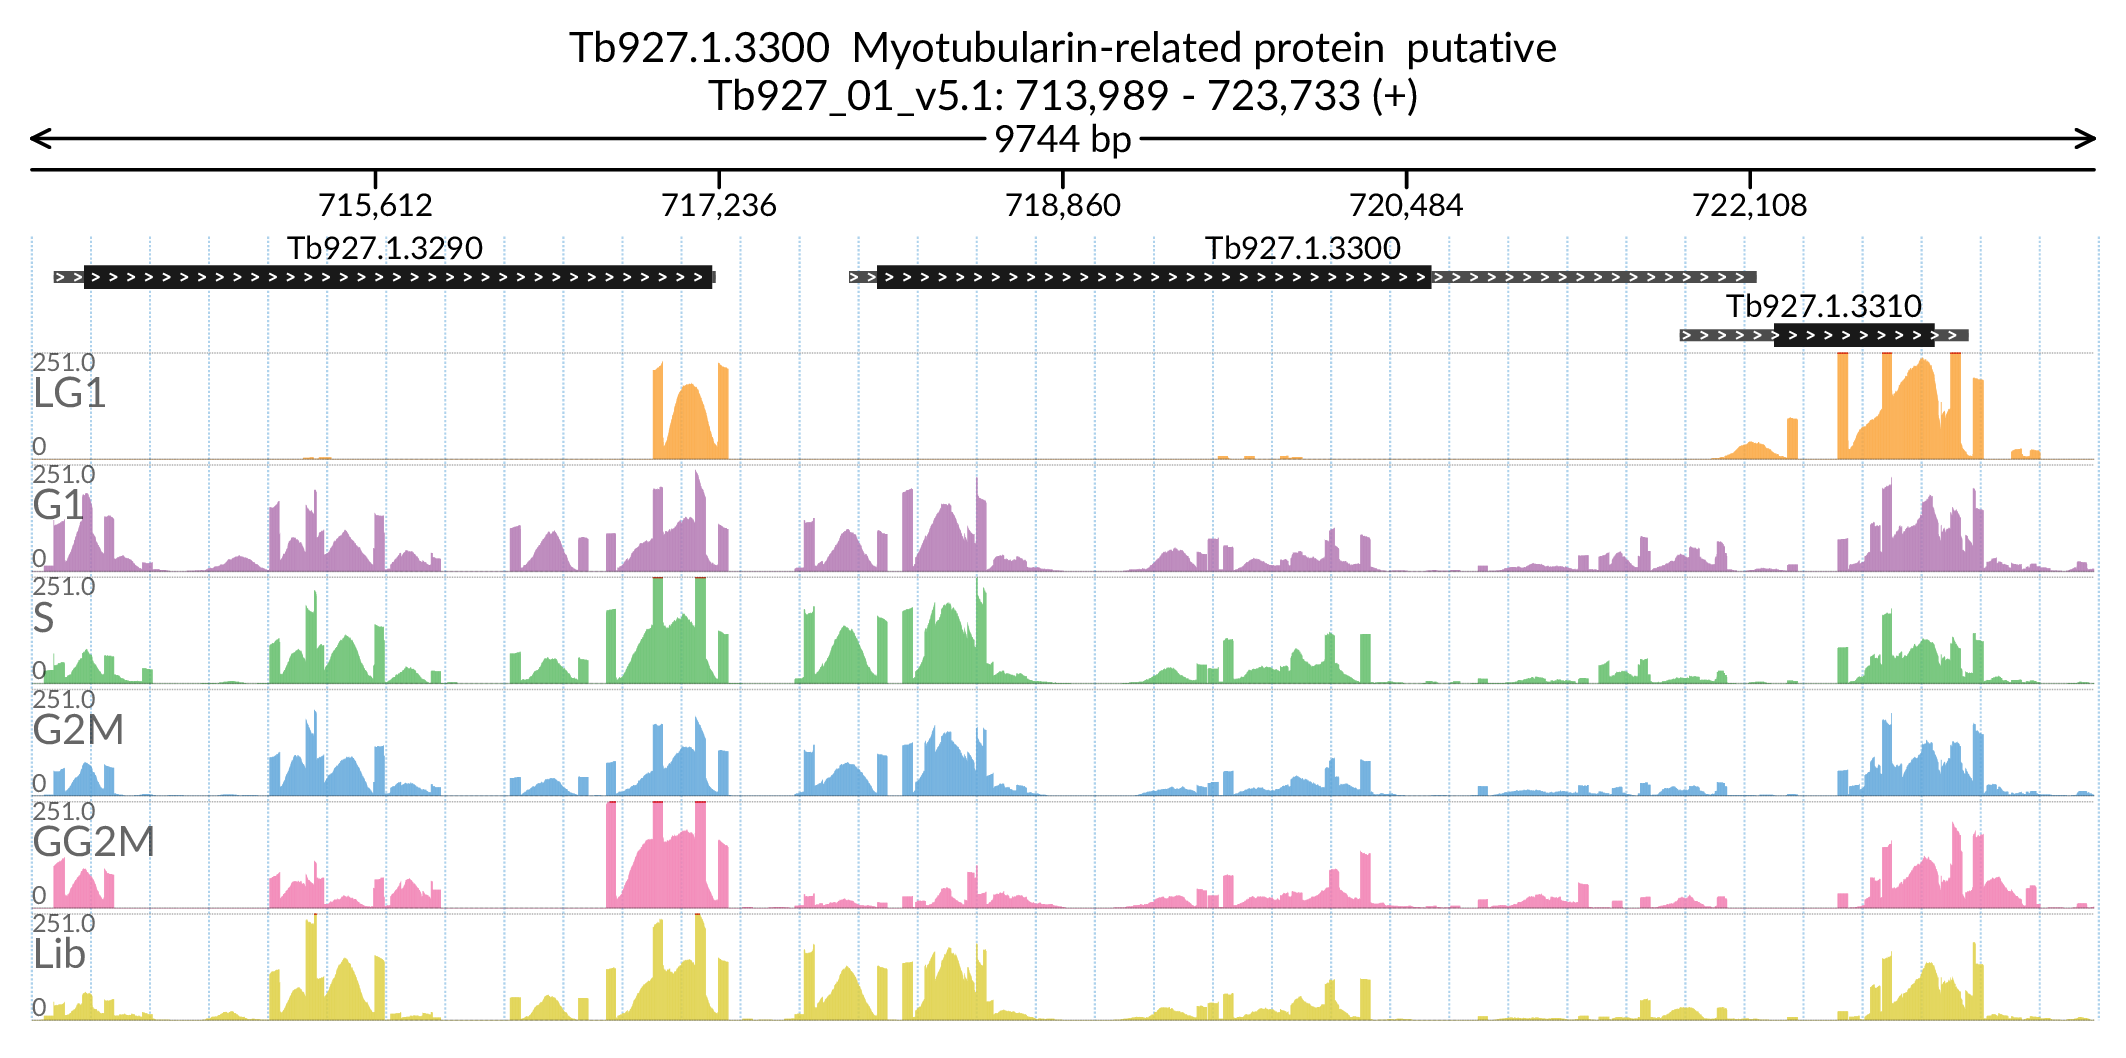 Tb927.1.3300  Myotubularin-related protein  putative
Tb927_01_v5.1: 713,989 - 723,733 (+)
9744 bp
715,612 717,236 718,860 720,484 722,108
Tb927.1.3290 Tb927.1.3300
Tb927.1.3310
251.0
LG1
0
251.0
G1
0
251.0
S
0
251.0
G2M
0
251.0
GG2M
0
251.0
Lib
0